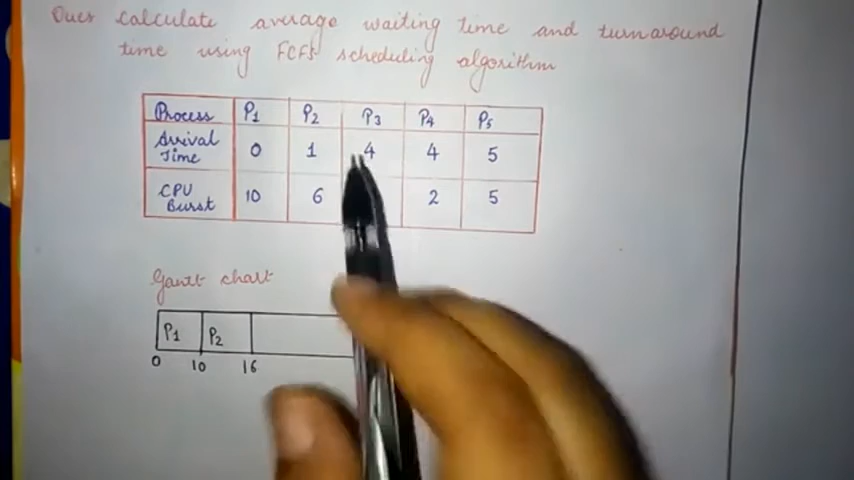 Ques calculate average waiting time and turnaround
time using FCFS scheduling algorithm
Process P1 P2 P3 P4 P5
Arrival Time 0 1 4 4 5
CPU Burst 10 6 2 5
Gantt chart
P1 P2
0 10 16